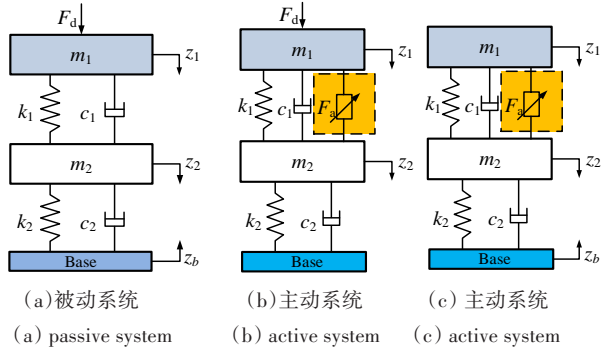 F_d
m_1
z_1
k_1
c_1
m_2
z_2
k_2
c_2
Base
z_b
(a)被动系统
(a) passive system
F_d
m_1
z_1
k_1
c_1
F_a
m_2
z_2
k_2
c_2
Base
(b)主动系统
(b) active system
m_1
z_1
k_1
c_1
F_a
m_2
z_2
k_2
c_2
Base
z_b
(c) 主动系统
(c) active system